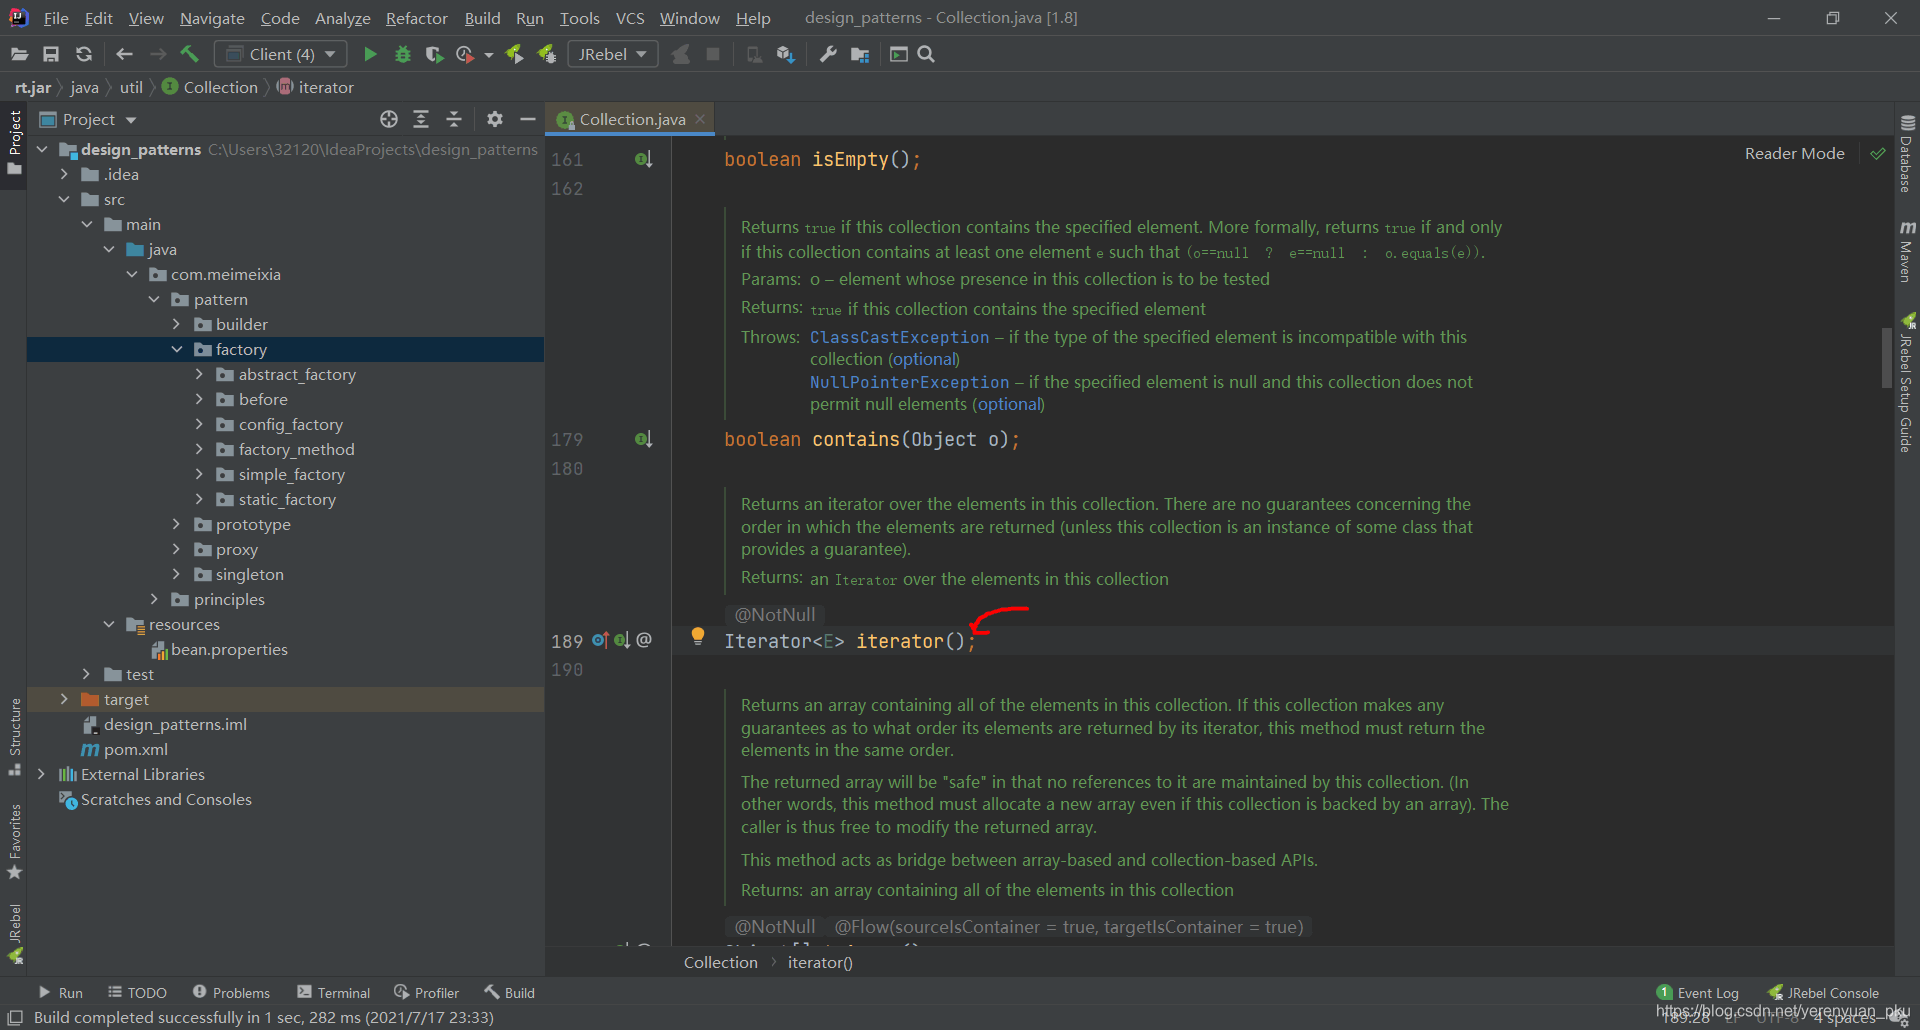 File Edit View Navigate Code Analyze Refactor Build Run Tools VCS Window Help design_patterns - Collection.java [1.8]
Client (4) JRebel
rt.jar java util Collection iterator
Project
Collection.java
design_patterns C:\Users\32120\IdeaProjects\design_patterns
.idea
src
main
java
com.meimeixia
pattern
builder
factory
abstract_factory
before
config_factory
factory_method
simple_factory
static_factory
prototype
proxy
singleton
principles
resources
bean.properties
test
target
design_patterns.iml
pom.xml
External Libraries
Scratches and Consoles
Project
Structure
Favorites
JRebel
Reader Mode
161 boolean isEmpty();
162
Returns true if this collection contains the specified element. More formally, returns true if and only
if this collection contains at least one element e such that (o==null ? e==null : o.equals(e)).
Params: o – element whose presence in this collection is to be tested
Returns: true if this collection contains the specified element
Throws: ClassCastException – if the type of the specified element is incompatible with this
collection (optional)
NullPointerException – if the specified element is null and this collection does not
permit null elements (optional)
179 boolean contains(Object o);
180
Returns an iterator over the elements in this collection. There are no guarantees concerning the
order in which the elements are returned (unless this collection is an instance of some class that
provides a guarantee).
Returns: an Iterator over the elements in this collection
@NotNull
189 @ Iterator<E> iterator();
190
Returns an array containing all of the elements in this collection. If this collection makes any
guarantees as to what order its elements are returned by its iterator, this method must return the
elements in the same order.
The returned array will be "safe" in that no references to it are maintained by this collection. (In
other words, this method must allocate a new array even if this collection is backed by an array). The
caller is thus free to modify the returned array.
This method acts as bridge between array-based and collection-based APIs.
Returns: an array containing all of the elements in this collection
@NotNull @Flow(sourceIsContainer = true, targetIsContainer = true)
Collection iterator()
Database
Maven
JRebel Setup Guide
Run TODO Problems Terminal Profiler Build 1 Event Log JRebel Console
Build completed successfully in 1 sec, 282 ms (2021/7/17 23:33)
189:28 LF UTF-8 4 spaces
https://blog.csdn.net/yerenyuan_pku